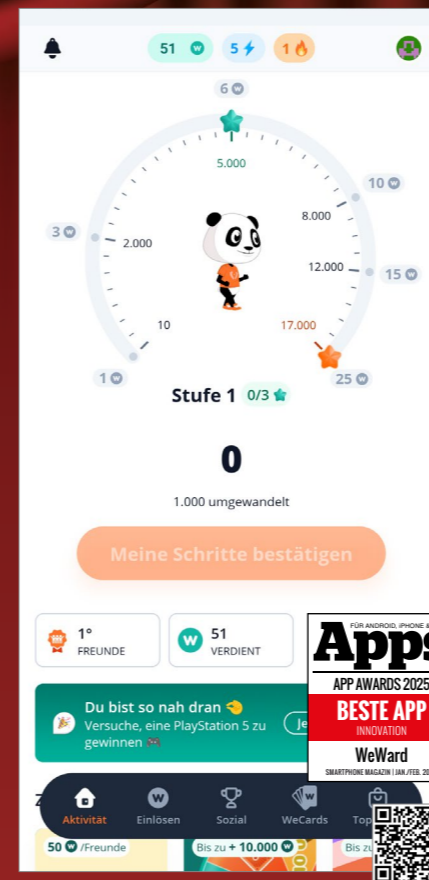 51 W 5 1
6 W
5.000
10 W
8.000
3 W
2.000
12.000
15 W
10
17.000
1 W
25 W
Stufe 1 0/3
0
1.000 umgewandelt
Meine Schritte bestätigen
1°
FREUNDE
W 51
VERDIENT
Du bist so nah dran
Versuche, eine PlayStation 5 zu
gewinnen
Je
FÜR ANDROID, iPHONE &
Apps
APP AWARDS 2025
BESTE APP
INNOVATION
WeWard
SMARTPHONE MAGAZIN | JAN./FEB.
Z
Aktivität
Einlösen
Sozial
WeCards
Top
50 W /Freunde
Bis zu + 10.000 W
Bis zu